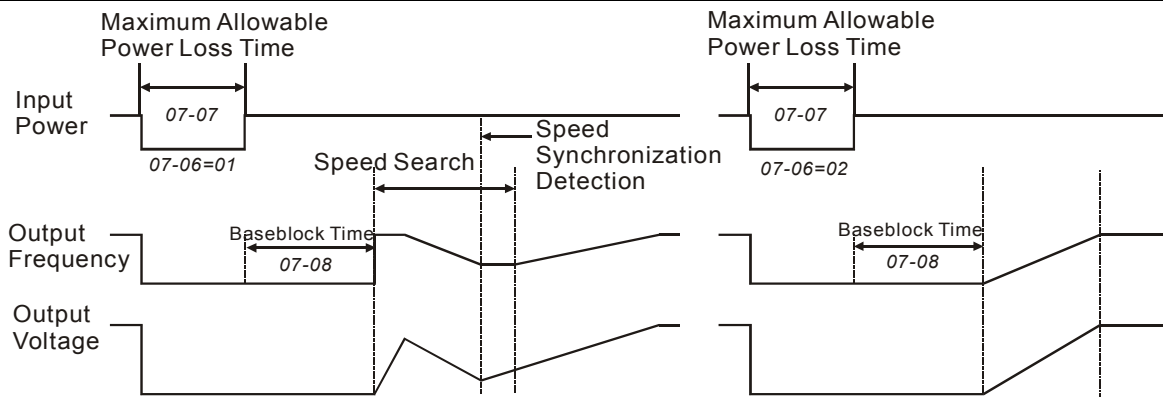 Maximum Allowable
Power Loss Time
Input
Power
07-07
07-06=01
Speed Search
Speed
Synchronization
Detection
Output
Frequency
Baseblock Time
07-08
Output
Voltage
Maximum Allowable
Power Loss Time
07-07
07-06=02
Baseblock Time
07-08